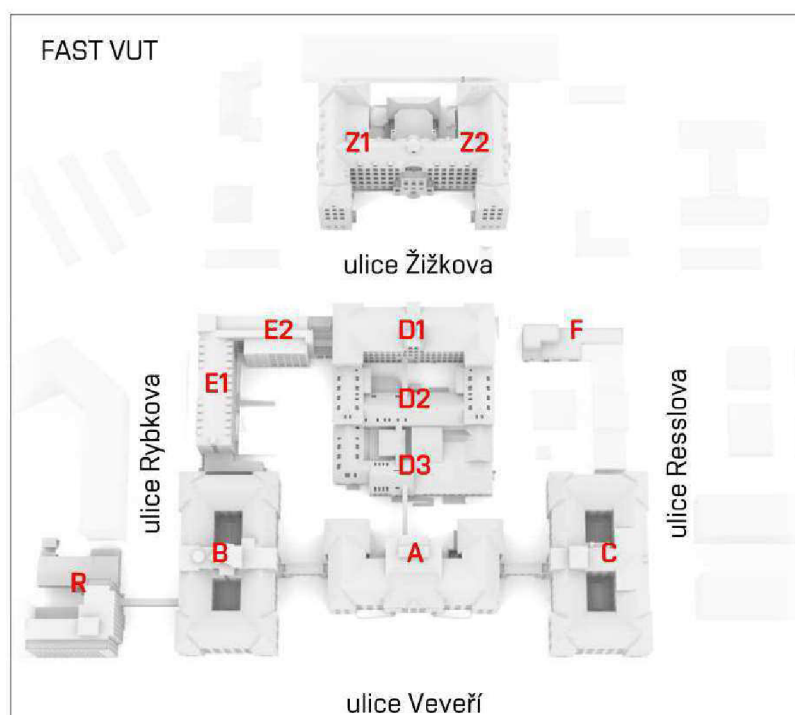 FAST VUT
Z1
Z2
ulice Žižkova
E2
D1
F
E1
D2
ulice Rybkova
ulice Resslova
D3
B
A
C
R
ulice Veveří